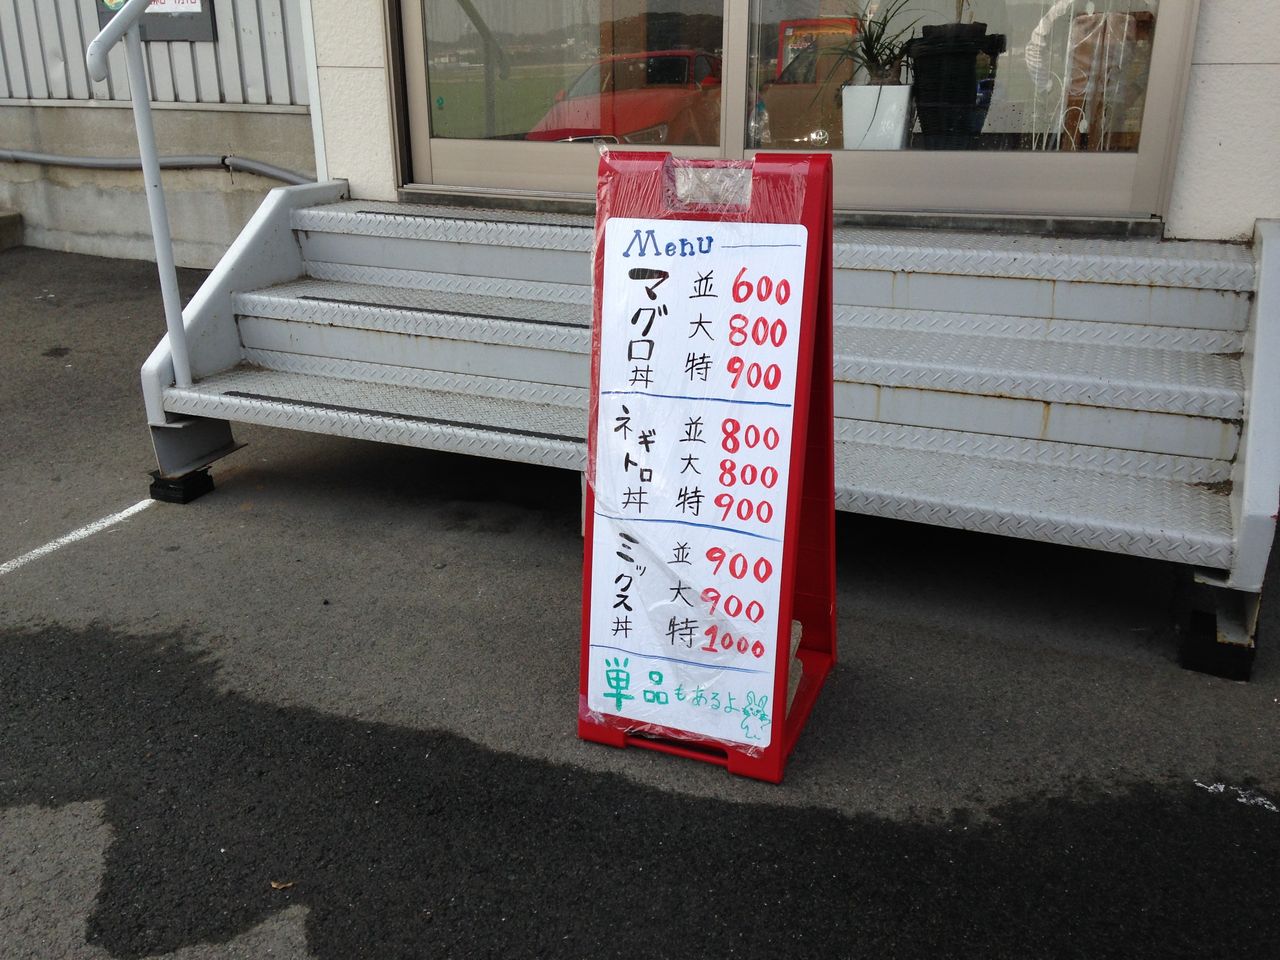 Menu
マグロ丼
並 600
大 800
特 900
ネギトロ丼
並 800
大 800
特 900
ミックス丼
並 900
大 900
特 1000
単品もあるよ